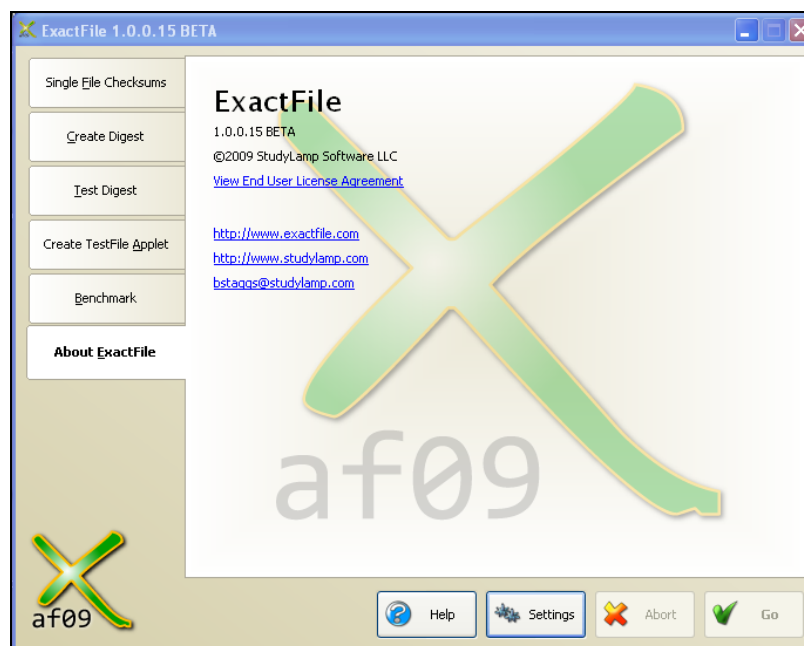 ExactFile 1.0.0.15 BETA
Single File Checksums
Create Digest
Test Digest
Create TestFile Applet
Benchmark
About ExactFile
ExactFile
1.0.0.15 BETA
©2009 StudyLamp Software LLC
View End User License Agreement
http://www.exactfile.com
http://www.studylamp.com
bstaggs@studylamp.com
af09
af09
Help
Settings
Abort
Go